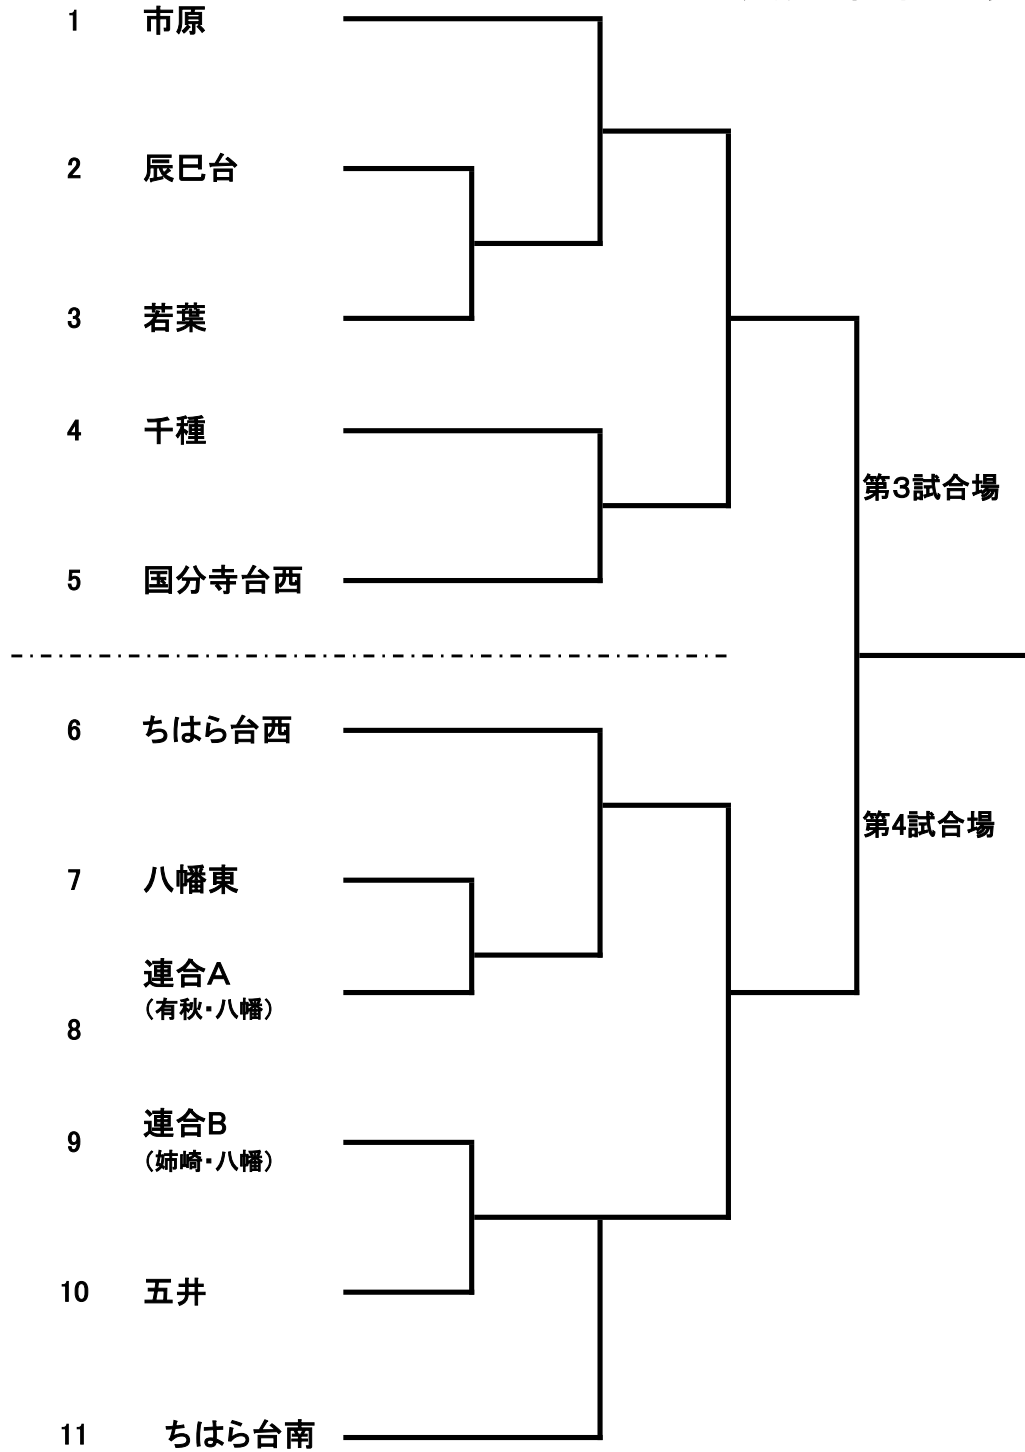 1 市原
2 辰巳台
3 若葉
4 千種
第３試合場
5 国分寺台西
6 ちはら台西
第4試合場
7 八幡東
連合Ａ
（有秋・八幡）
8
連合Ｂ
9
（姉崎・八幡）
10 五井
11 ちはら台南